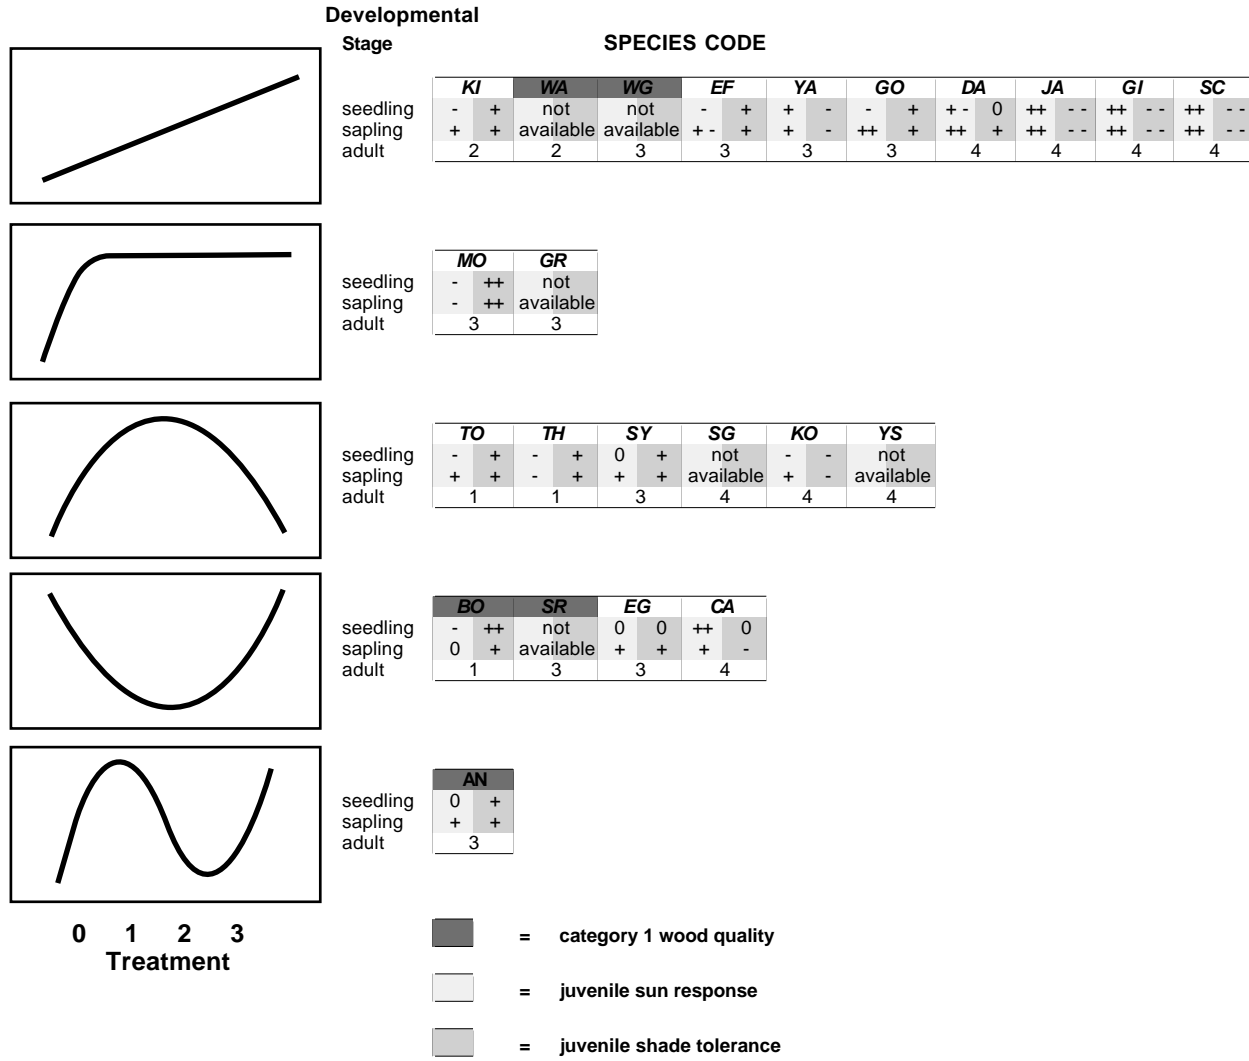 Developmental
Stage SPECIES CODE
KI WA WG EF YA GO DA JA GI SC
seedling - + not not - + + - - + + - 0 ++ - - ++ - - ++ - -
sapling + + available available + - + + - ++ + ++ + ++ - - ++ - - ++ - -
adult 2 2 3 3 3 3 4 4 4 4
MO GR
seedling - ++ not
sapling - ++ available
adult 3 3
TO TH SY SG KO YS
seedling - + - + 0 + not - - not
sapling + + - + + + available + - available
adult 1 1 3 4 4 4
BO SR EG CA
seedling - ++ not 0 0 ++ 0
sapling 0 + available + + + -
adult 1 3 3 4
AN
seedling 0 +
sapling + +
adult 3
0 1 2 3
Treatment
= category 1 wood quality
= juvenile sun response
= juvenile shade tolerance